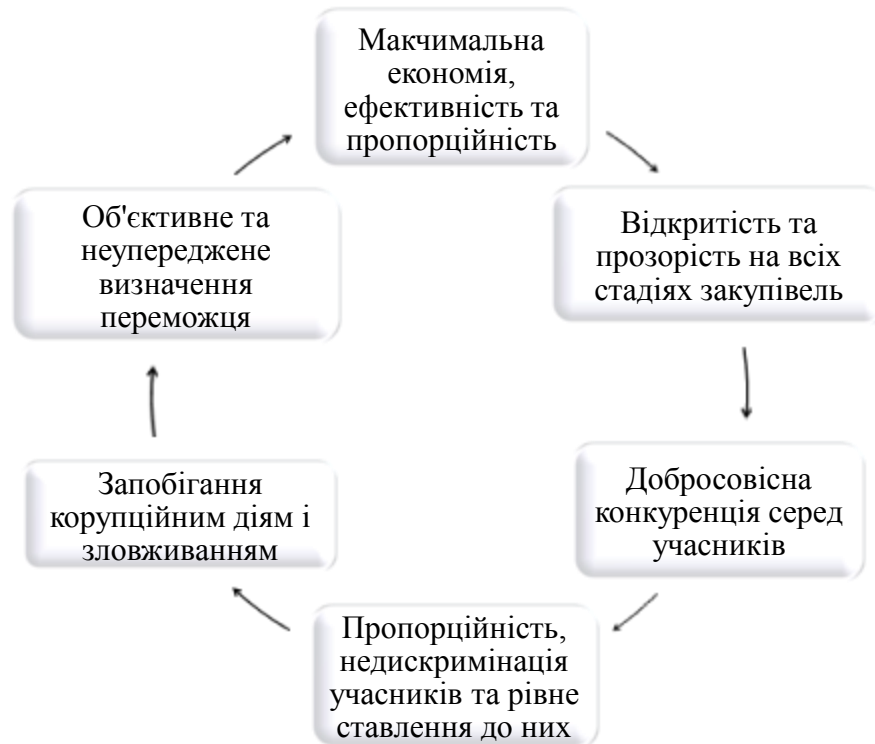 Макчимальна
економія,
ефективність та
пропорційність
Відкритість та
прозорість на всіх
стадіях закупівель
Добросовісна
конкуренція серед
учасників
Пропорційність,
недискримінація
учасників та рівне
ставлення до них
Запобігання
корупційним діям і
зловживанням
Об'єктивне та
неупереджене
визначення
переможця